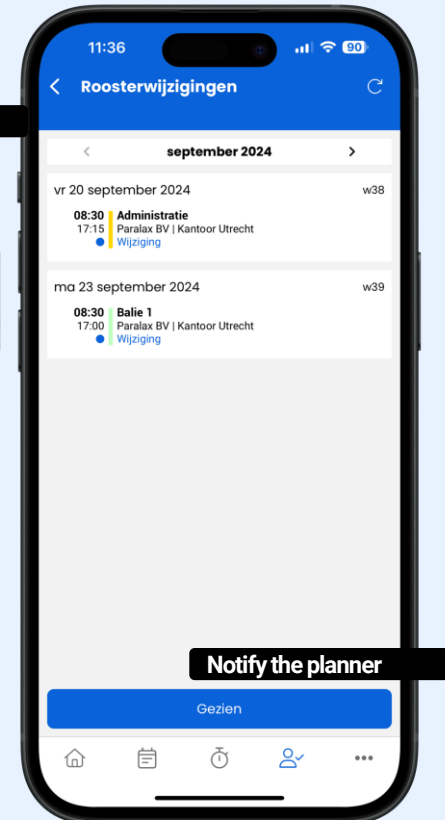 11:36
90
Roosterwijzigingen
september 2024
vr 20 september 2024 w38
08:30 Administratie
17:15 Paralax BV | Kantoor Utrecht
Wijziging
ma 23 september 2024 w39
08:30 Balie 1
17:00 Paralax BV | Kantoor Utrecht
Wijziging
Notify the planner
Gezien